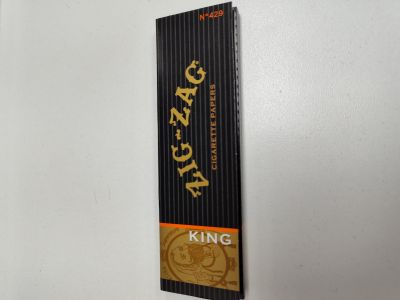 N°429
ZIG-ZAG
CIGARETTE PAPERS
KING